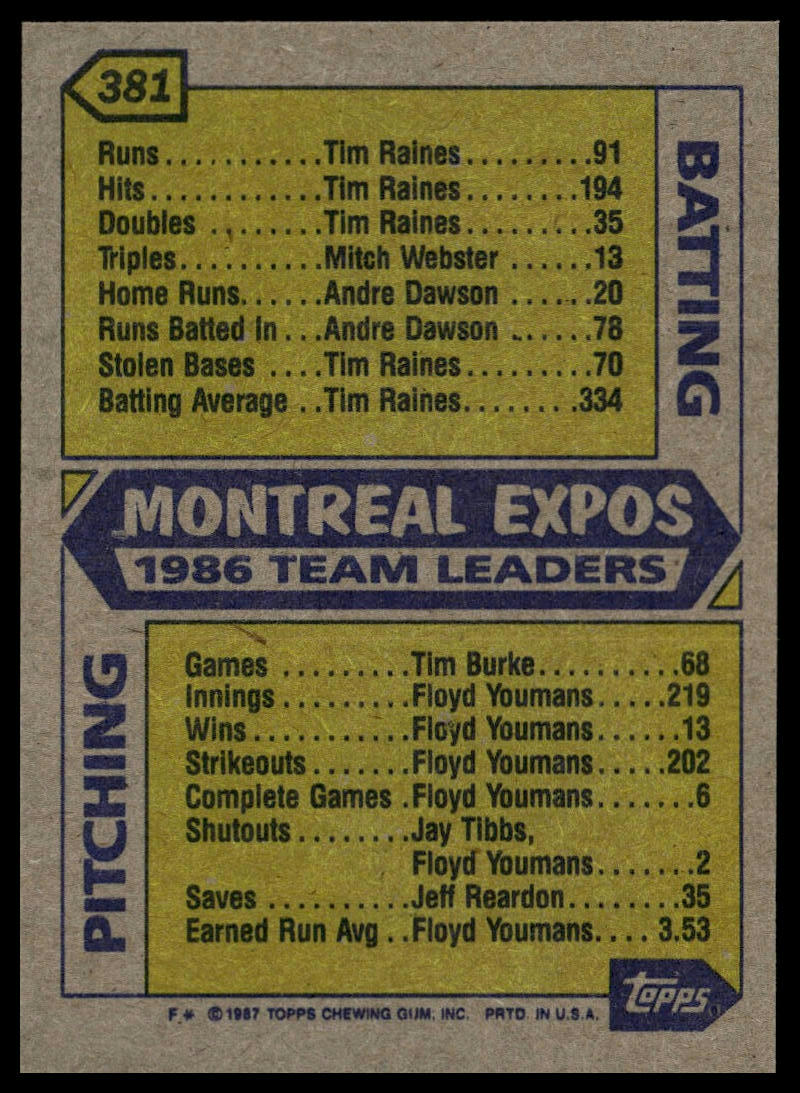 381
Runs...........Tim Raines.........91
Hits............Tim Raines........194
Doubles ........Tim Raines.........35
Triples..........Mitch Webster ......13
Home Runs......Andre Dawson ......20
Runs Batted In ...Andre Dawson ......78
Stolen Bases ....Tim Raines.........70
Batting Average ..Tim Raines........334
BATTING
MONTREAL EXPOS
1986 TEAM LEADERS
PITCHING
Games .........Tim Burke..........68
Innings.........Floyd Youmans.....219
Wins...........Floyd Youmans......13
Strikeouts.......Floyd Youmans.....202
Complete Games .Floyd Youmans.......6
Shutouts ........Jay Tibbs,
Floyd Youmans.......2
Saves ..........Jeff Reardon........35
Earned Run Avg ..Floyd Youmans.... 3.53
topps
F* © 1987 TOPPS CHEWING GUM, INC. PRTD. IN U.S.A.